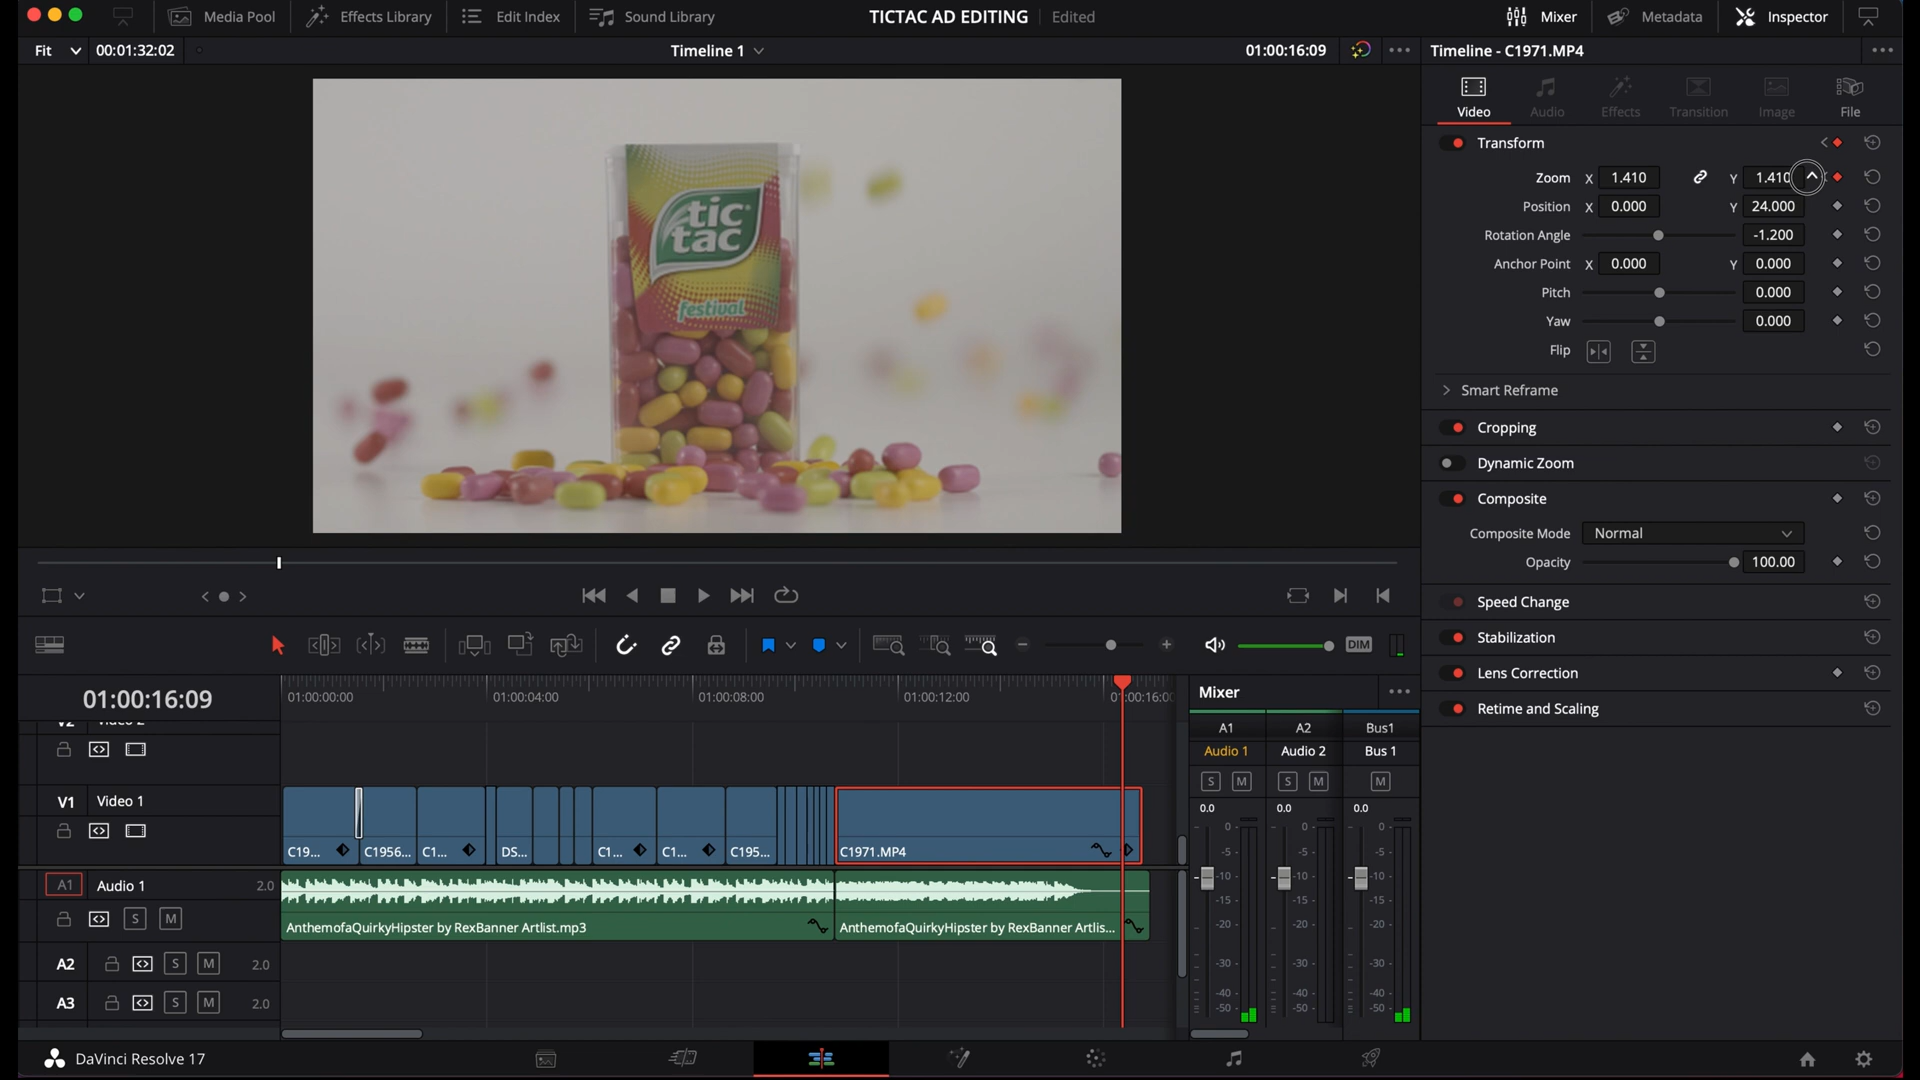 Media Pool
Effects Library
Edit Index
Sound Library
TICTAC AD EDITING
Edited
Mixer
Metadata
Inspector
Fit
00:01:32:02
Timeline 1
01:00:16:09
Timeline - C1971.MP4
tic
tac
festival
Video
Audio
Effects
Transition
Image
File
Transform
Zoom X 1.410 Y 1.410
Position X 0.000 Y 24.000
Rotation Angle -1.200
Anchor Point X 0.000 Y 0.000
Pitch 0.000
Yaw 0.000
Flip
Smart Reframe
Cropping
Dynamic Zoom
Composite
Composite Mode Normal
Opacity 100.00
Speed Change
Stabilization
Lens Correction
Retime and Scaling
DIM
01:00:16:09
01:00:00:00
01:00:04:00
01:00:08:00
01:00:12:00
01:00:16:00
V2 Video 2
V1 Video 1
C19...
C1956...
C1...
DS...
C1...
C1...
C195...
C1971.MP4
A1 Audio 1 2.0
S M
AnthemofaQuirkyHipster by RexBanner Artlist.mp3
AnthemofaQuirkyHipster by RexBanner Artlis...
A2 S M 2.0
A3 S M 2.0
Mixer
A1 A2 Bus1
Audio 1 Audio 2 Bus 1
S M S M M
0.0 0.0 0.0
0- 0- 0-
-5- -5- -5-
-10- -10- -10-
-15- -15- -15-
-20- -20- -20-
-30- -30- -30-
-40- -40- -40-
-50- -50- -50-
DaVinci Resolve 17